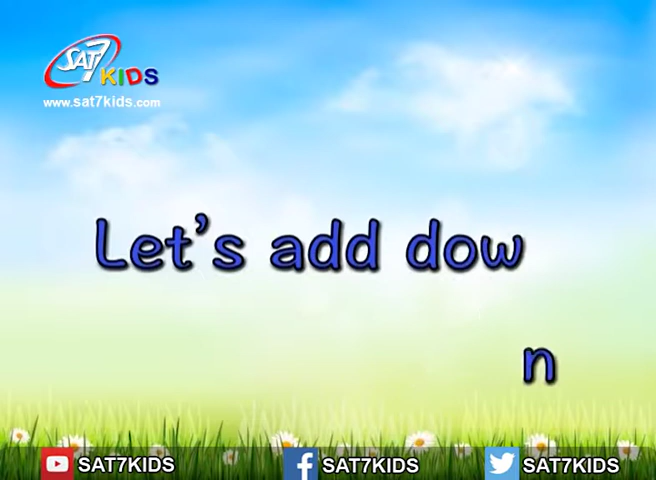 SAT7
KIDS
www.sat7kids.com
Let's add dow
n
SAT7KIDS SAT7KIDS SAT7KIDS